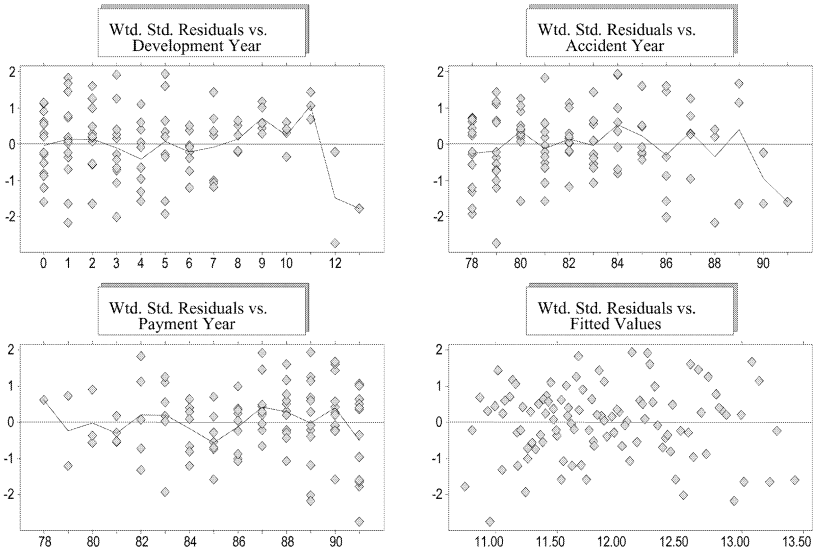 Wtd. Std. Residuals vs.
Development Year
2
1
0
-1
-2
0 1 2 3 4 5 6 7 8 9 10 12
Wtd. Std. Residuals vs.
Accident Year
2
1
0
-1
-2
78 80 82 84 86 88 90
Wtd. Std. Residuals vs.
Payment Year
2
1
0
-1
-2
78 80 82 84 86 88 90
Wtd. Std. Residuals vs.
Fitted Values
2
1
0
-1
-2
11.00 11.50 12.00 12.50 13.00 13.50